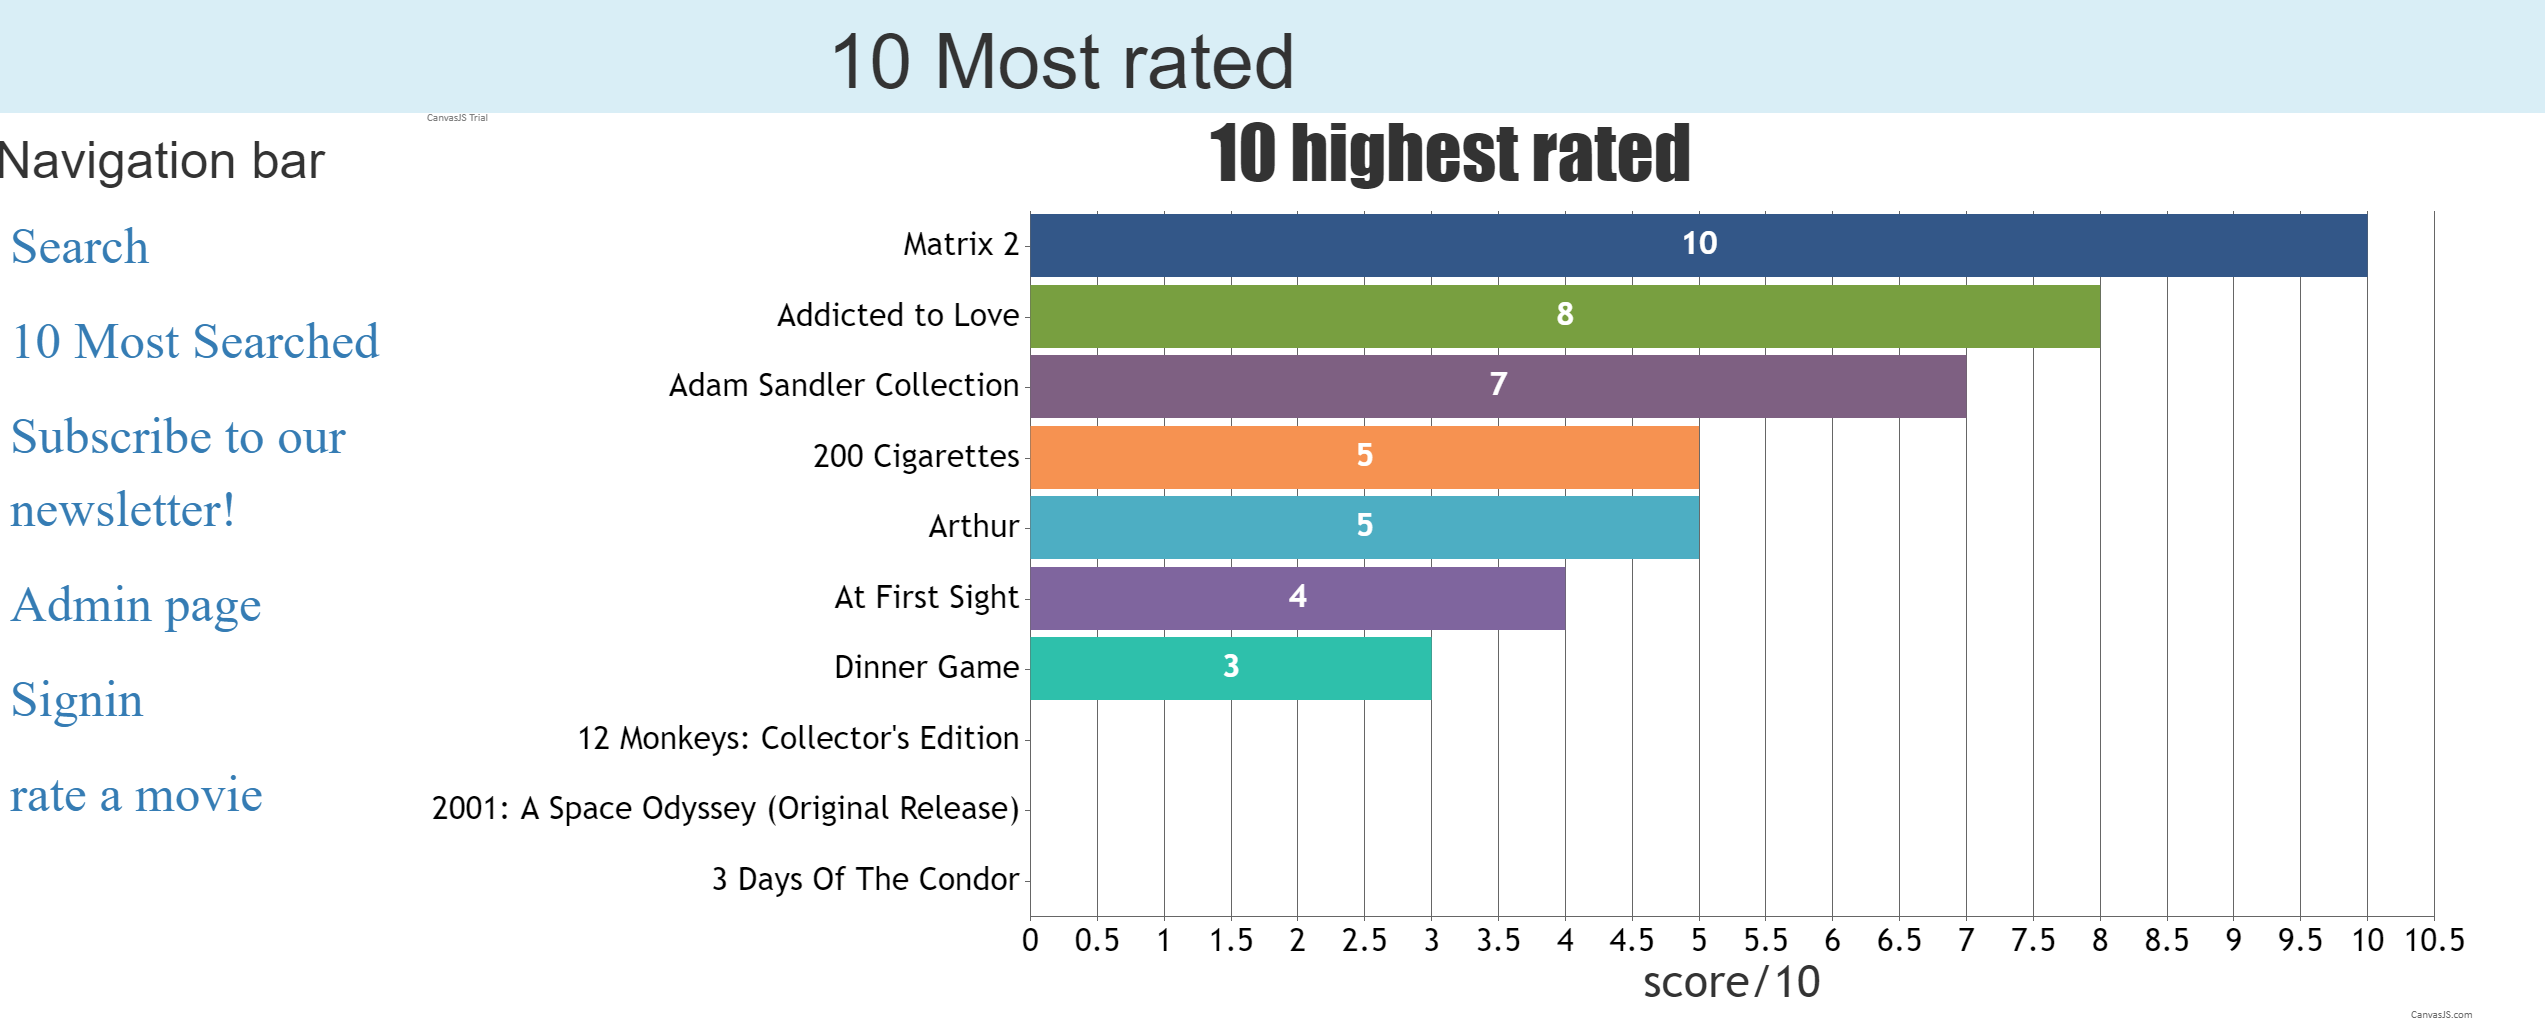 10 Most rated
CanvasJS Trial
Navigation bar
Search
10 Most Searched
Subscribe to our
newsletter!
Admin page
Signin
rate a movie
10 highest rated
Matrix 2
10
Addicted to Love
8
Adam Sandler Collection
7
200 Cigarettes
5
Arthur
5
At First Sight
4
Dinner Game
3
12 Monkeys: Collector's Edition
2001: A Space Odyssey (Original Release)
3 Days Of The Condor
0 0.5 1 1.5 2 2.5 3 3.5 4 4.5 5 5.5 6 6.5 7 7.5 8 8.5 9 9.5 10 10.5
score/10
CanvasJS.com